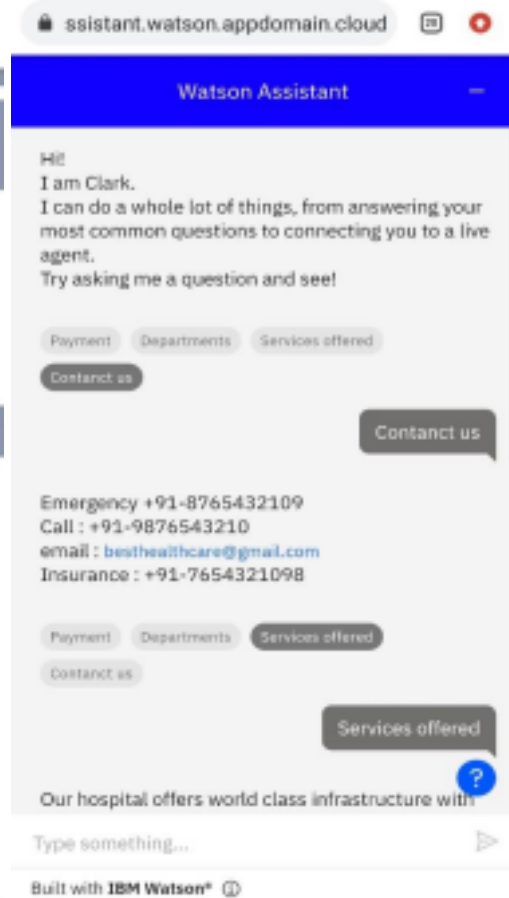 ssistant.watson.appdomain.cloud
Watson Assistant
Hi!
I am Clark.
I can do a whole lot of things, from answering your
most common questions to connecting you to a live
agent.
Try asking me a question and see!
Payment Departments Services offered
Contanct us
Contanct us
Emergency +91-8765432109
Call : +91-9876543210
email : besthealthcare@gmail.com
Insurance : +91-7654321098
Payment Departments Services offered
Contanct us
Services offered
?
Our hospital offers world class infrastructure with
Type something...
Built with IBM Watson®